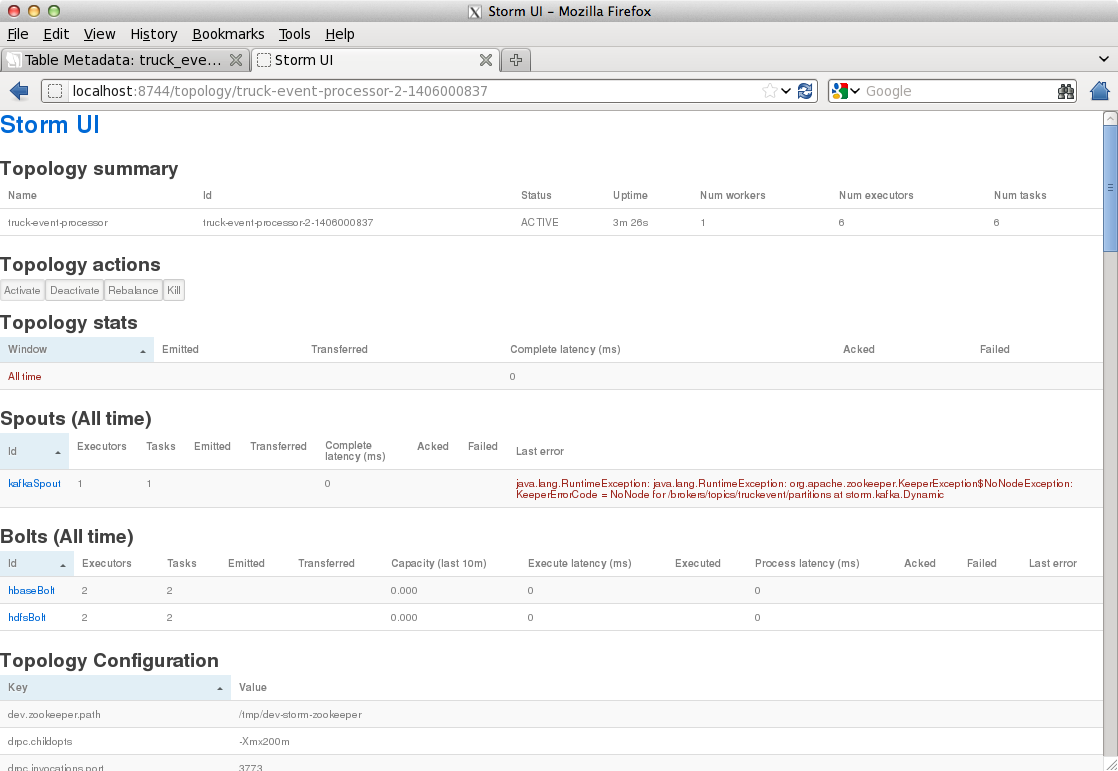 Storm UI - Mozilla Firefox
File Edit View History Bookmarks Tools Help
Table Metadata: truck_eve... Storm UI
localhost:8744/topology/truck-event-processor-2-1406000837 Google
Storm UI
Topology summary
Name Id Status Uptime Num workers Num executors Num tasks
truck-event-processor truck-event-processor-2-1406000837 ACTIVE 3m 26s 1 6 6
Topology actions
Activate Deactivate Rebalance Kill
Topology stats
Window Emitted Transferred Complete latency (ms) Acked Failed
All time 0
Spouts (All time)
Id Executors Tasks Emitted Transferred Complete latency (ms) Acked Failed Last error
kafkaSpout 1 1 0 java.lang.RuntimeException: java.lang.RuntimeException: org.apache.zookeeper.KeeperException$NoNodeException:
KeeperErrorCode = NoNode for /brokers/topics/truckevent/partitions at storm.kafka.Dynamic
Bolts (All time)
Id Executors Tasks Emitted Transferred Capacity (last 10m) Execute latency (ms) Executed Process latency (ms) Acked Failed Last error
hbaseBolt 2 2 0.000 0 0
hdfsBolt 2 2 0.000 0 0
Topology Configuration
Key Value
dev.zookeeper.path /tmp/dev-storm-zookeeper
drpc.childopts -Xmx200m
drpc.invocations.port 3773